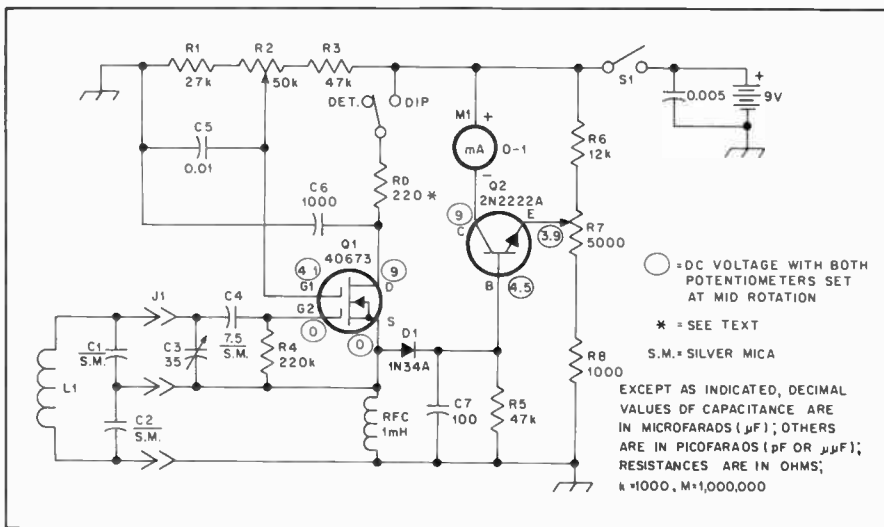 R1
27k
R2
50k
R3
47k
S1
0.005
+
9V
DET.
DIP
M1
+
mA
0-1
-
R6
12k
C5
0.01
RD
220 *
C6
1000
Q2
2N2222A
9
C
E
3.9
B
4.5
R7
5000
Q1
40673
4.1
G1
9
D
G2
0
S
0
J1
C4
7.5
S.M.
C1
S.M.
C3
35
R4
220k
L1
C2
S.M.
D1
1N34A
RFC
1mH
C7
100
R5
47k
R8
1000
= DC VOLTAGE WITH BOTH
POTENTIOMETERS SET
AT MID ROTATION
* = SEE TEXT
S.M. = SILVER MICA
EXCEPT AS INDICATED, DECIMAL
VALUES OF CAPACITANCE ARE
IN MICROFARADS (µF); OTHERS
ARE IN PICOFARAOS (pF OR µµF);
RESISTANCES ARE IN OHMS;
k=1000, M=1,000,000